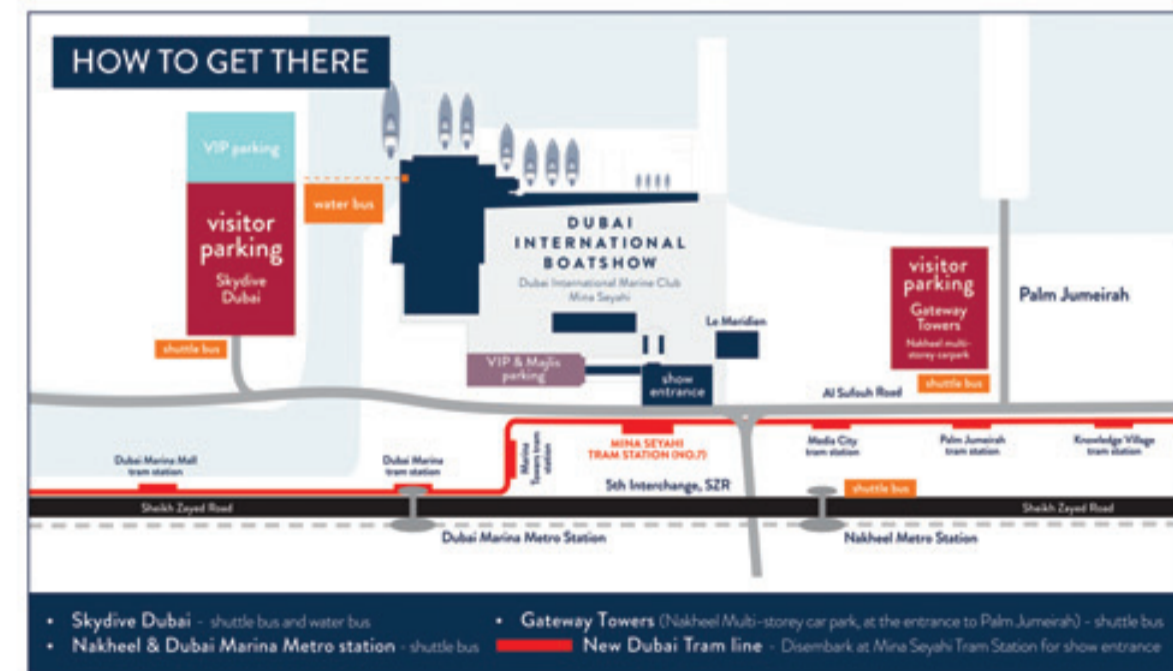 HOW TO GET THERE
VIP parking
visitor
parking
Skydive
Dubai
water bus
shuttle bus
DUBAI
INTERNATIONAL
BOATSHOW
Dubai International Marine Club
Mina Seyahi
Le Meridien
VIP & Majlis
parking
show
entrance
visitor
parking
Gateway
Towers
Nakheel multi-
storey carpark
shuttle bus
Palm Jumeirah
Al Sufouh Road
Dubai Marina Mall
tram station
Dubai Marina
tram station
Marina
Towers tram
station
MINA SEYAHI
TRAM STATION (NO.7)
Media City
tram station
Palm Jumeirah
tram station
Knowledge Village
tram station
5th Interchange, SZR
shuttle bus
Sheikh Zayed Road
Sheikh Zayed Road
Dubai Marina Metro Station
Nakheel Metro Station
• Skydive Dubai - shuttle bus and water bus
• Nakheel & Dubai Marina Metro station - shuttle bus
• Gateway Towers (Nakheel Multi-storey car park, at the entrance to Palm Jumeirah) - shuttle bus
New Dubai Tram line - Disembark at Mina Seyahi Tram Station for show entrance